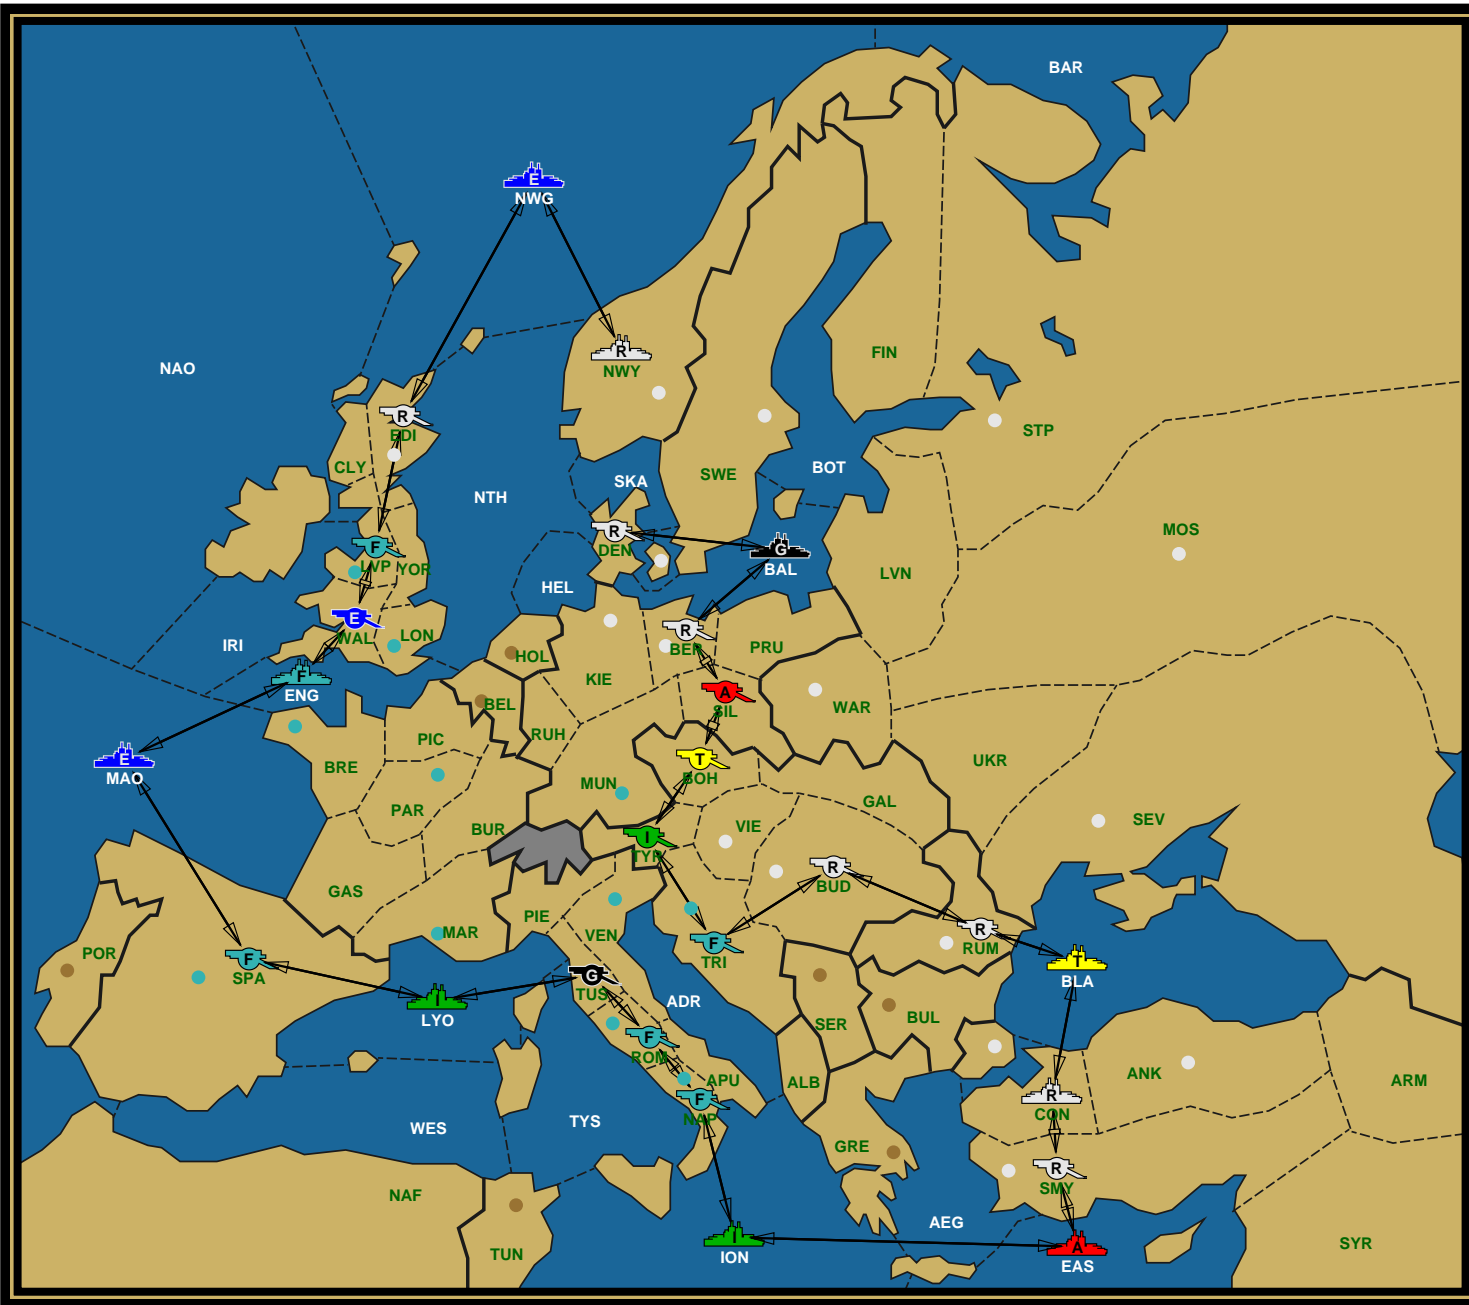 BAR
E
NWG
NAO
R
NWY
FIN
R
EDI
STP
CLY
SKA
BOT
SWE
NTH
R
DEN
MOS
F
LVP
YOR
G
BAL
LVN
HEL
E
WAL
LON
IRI
R
BER
PRU
HOL
F
ENG
KIE
A
SIL
WAR
BEL
RUH
PIC
E
MAO
BRE
T
BOH
UKR
MUN
PAR
GAL
BUR
VIE
SEV
I
TYR
R
BUD
GAS
PIE
MAR
VEN
R
RUM
POR
F
SPA
F
TRI
T
BLA
G
TUS
I
LYO
ADR
SER
BUL
F
ROM
APU
ALB
ANK
ARM
F
NAP
R
CON
WES
TYS
GRE
R
SMY
NAF
AEG
I
ION
A
EAS
TUN
SYR